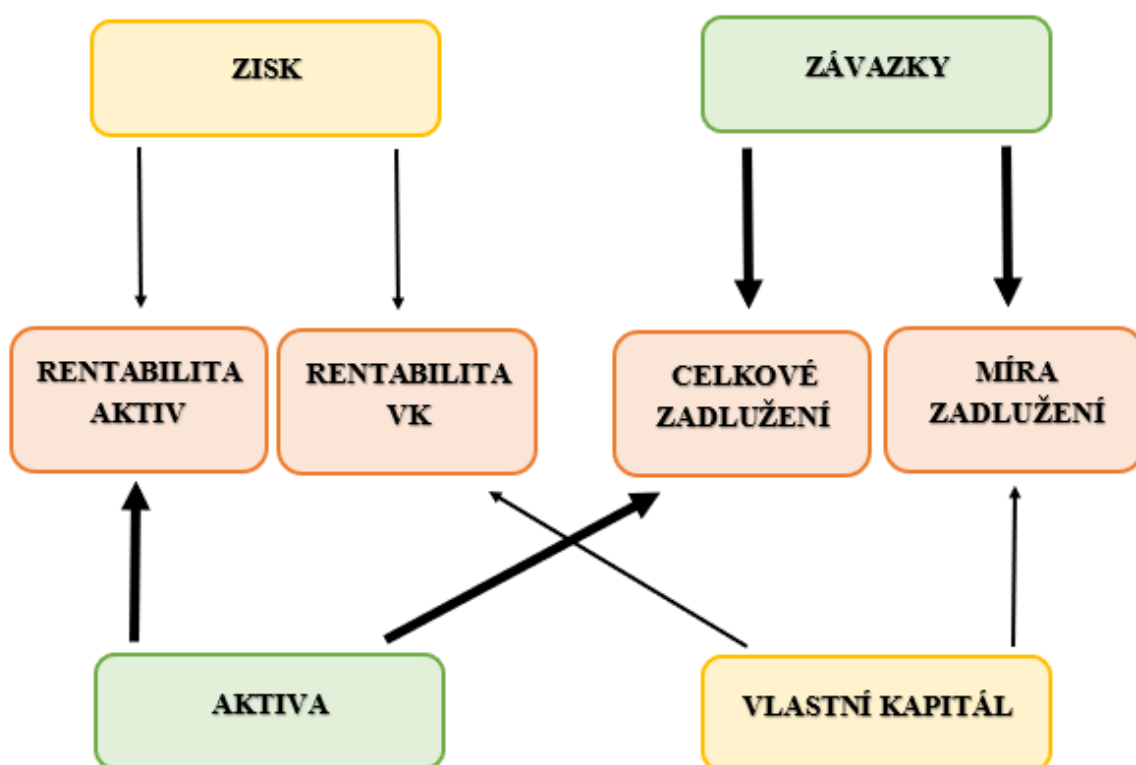 ZISK
ZÁVAZKY
RENTABILITA
AKTIV
RENTABILITA
VK
CELKOVÉ
ZADLUŽENÍ
MÍRA
ZADLUŽENÍ
AKTIVA
VLASTNÍ KAPITÁL